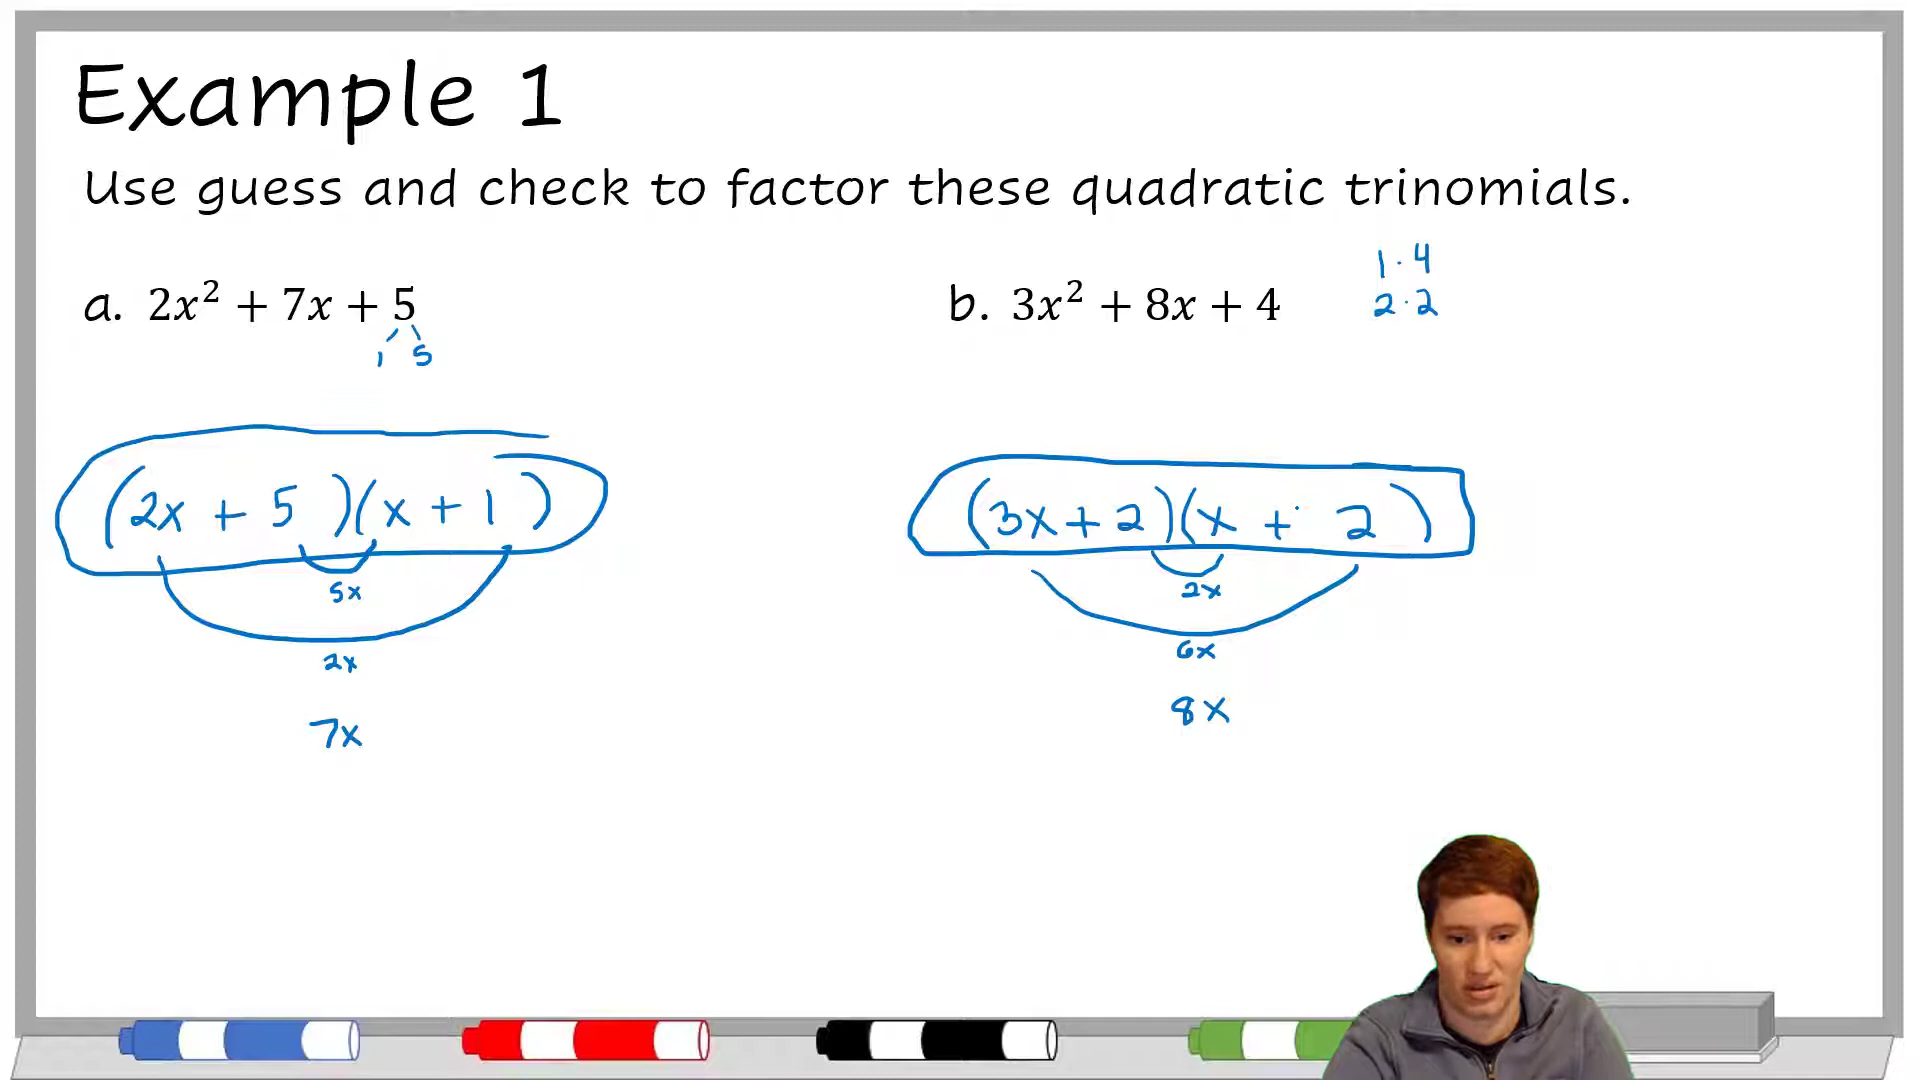 Example 1
Use guess and check to factor these quadratic trinomials.
a. 2x² + 7x + 5
1 5
(2x + 5)(x + 1)
5x
2x
7x
b. 3x² + 8x + 4
1 · 4
2 · 2
(3x + 2)(x + 2)
2x
6x
8x